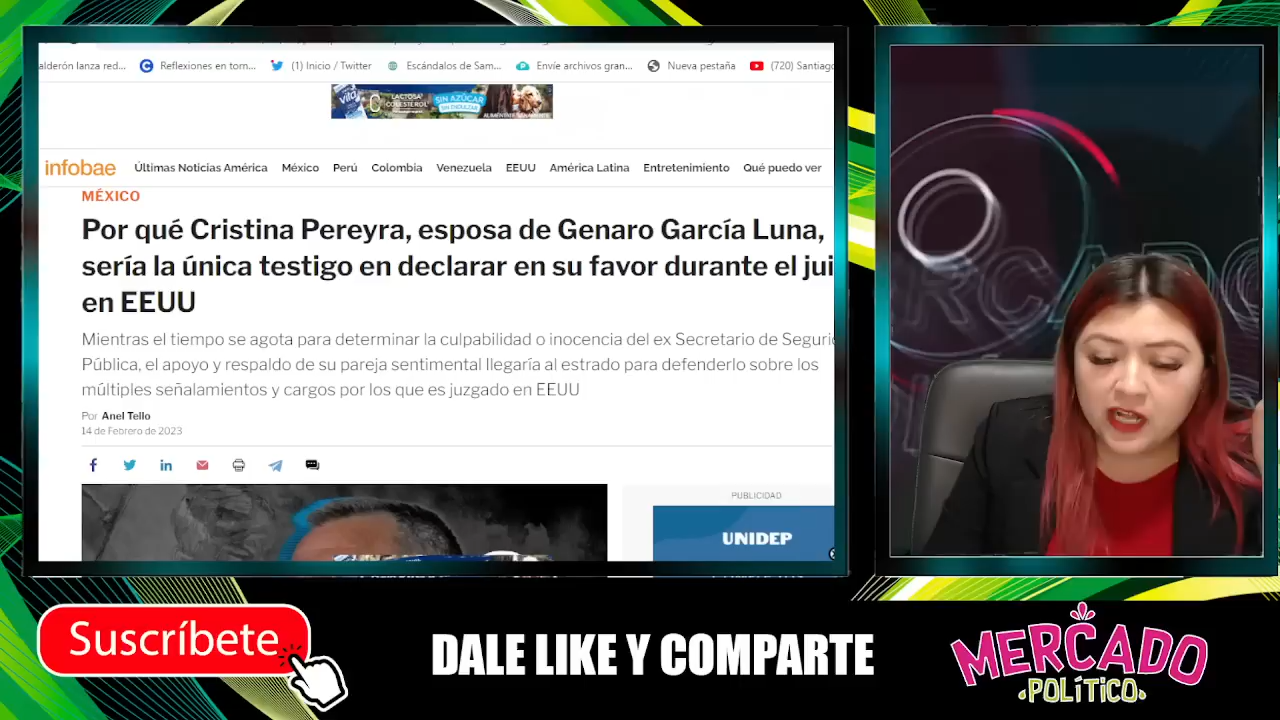 alderón lanza red... Reflexiones en torn... (1) Inicio / Twitter Escándalos de Sam... Envíe archivos gran... Nueva pestaña (720) Santiago
LACTOSA
COLESTEROL
SIN AZÚCAR
SIN ENDULZAR
infobae Últimas Noticias América México Perú Colombia Venezuela EEUU América Latina Entretenimiento Qué puedo ver
MÉXICO
Por qué Cristina Pereyra, esposa de Genaro García Luna,
sería la única testigo en declarar en su favor durante el jui
en EEUU
Mientras el tiempo se agota para determinar la culpabilidad o inocencia del ex Secretario de Seguri
Pública, el apoyo y respaldo de su pareja sentimental llegaría al estrado para defenderlo sobre los
múltiples señalamientos y cargos por los que es juzgado en EEUU
Por Anel Tello
14 de Febrero de 2023
PUBLICIDAD
UNIDEP
Suscríbete
DALE LIKE Y COMPARTE
MERCADO
POLÍTICO